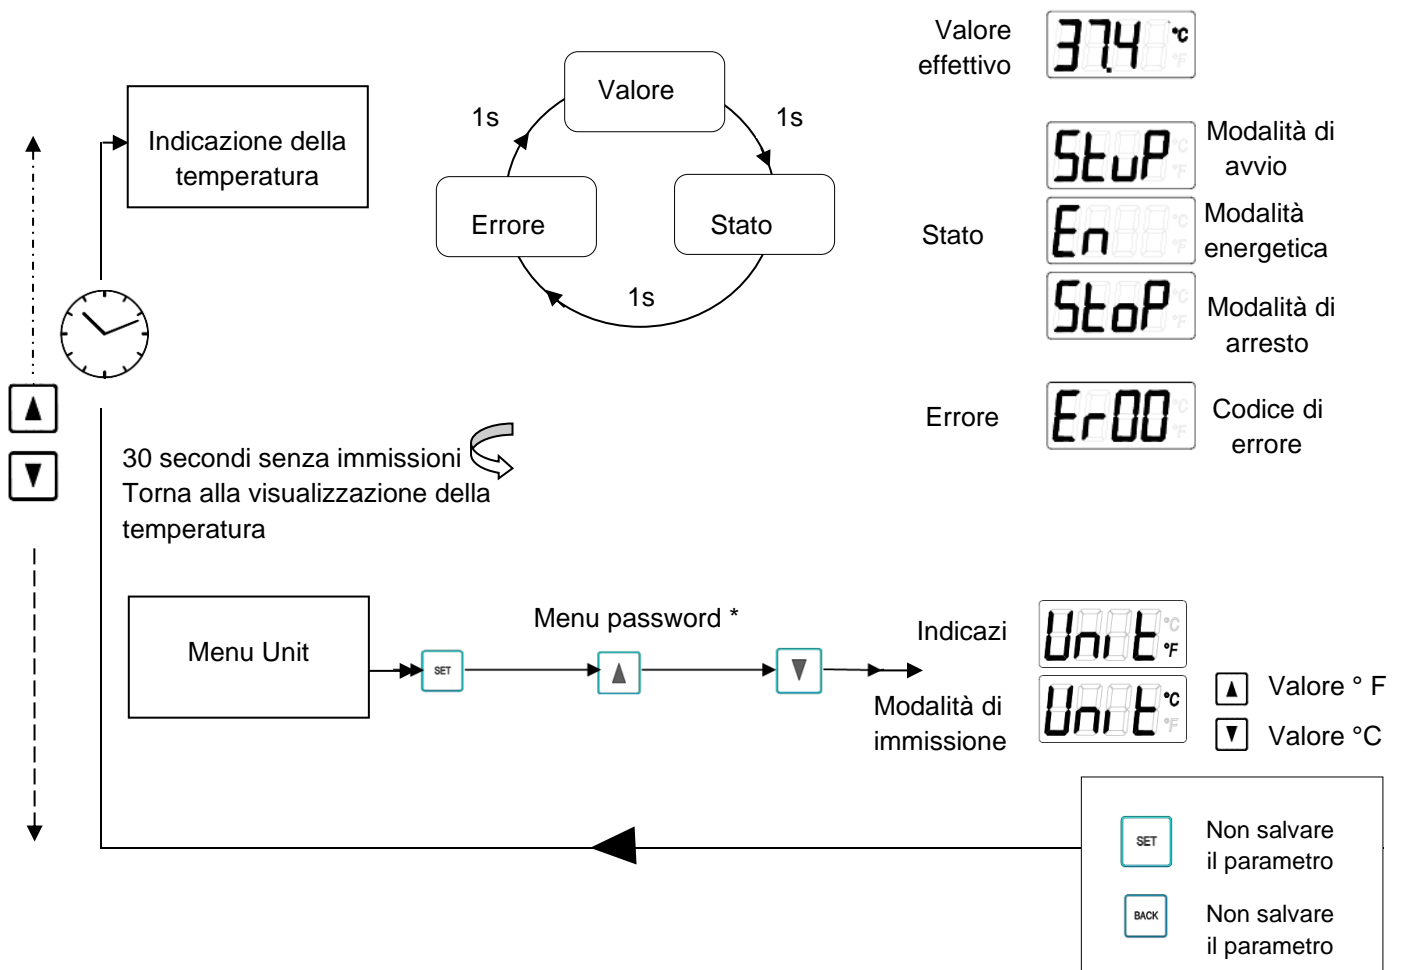 Valore
effettivo
37.4 °C
°F
Indicazione della
temperatura
Valore
1s
1s
Errore
Stato
1s
Stato
StuP °C
°F
Modalità di
avvio
En °C
°F
Modalità
energetica
StoP °C
°F
Modalità di
arresto
Errore
Er00 °C
°F
Codice di
errore
30 secondi senza immissioni
Torna alla visualizzazione della
temperatura
Menu Unit
SET
Menu password *
Indicazi
Unit °C
°F
Modalità di
immissione
Unit °C
°F
Valore ° F
Valore °C
SET
Non salvare
il parametro
BACK
Non salvare
il parametro